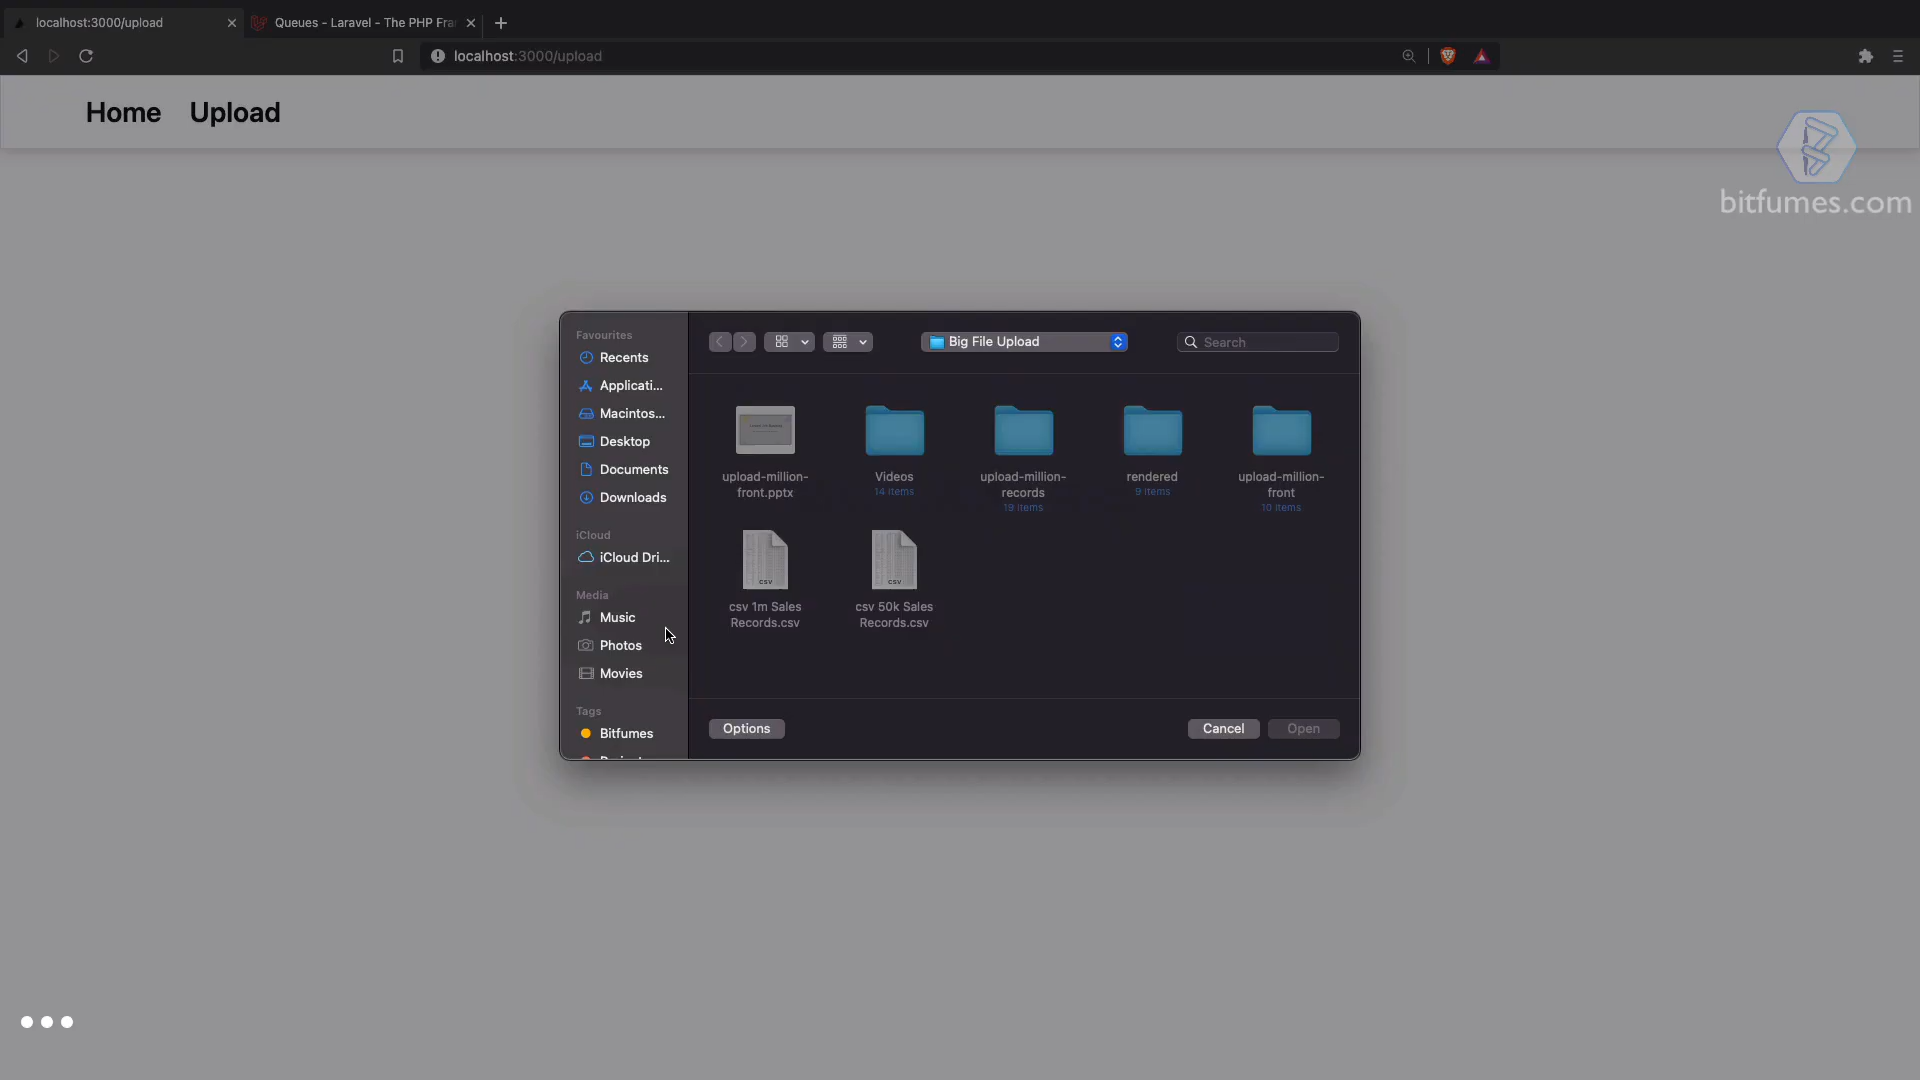 localhost:3000/upload
Queues - Laravel - The PHP Fra
localhost:3000/upload
Home Upload
bitfumes.com
Favourites
Recents
Applicati...
Macintos...
Desktop
Documents
Downloads
iCloud
iCloud Dri...
Media
Music
Photos
Movies
Tags
Bitfumes
Big File Upload
Search
upload-million-
front.pptx
Videos
14 items
upload-million-
records
19 items
rendered
9 items
upload-million-
front
10 items
CSV
csv 1m Sales
Records.csv
CSV
csv 50k Sales
Records.csv
Options
Cancel
Open